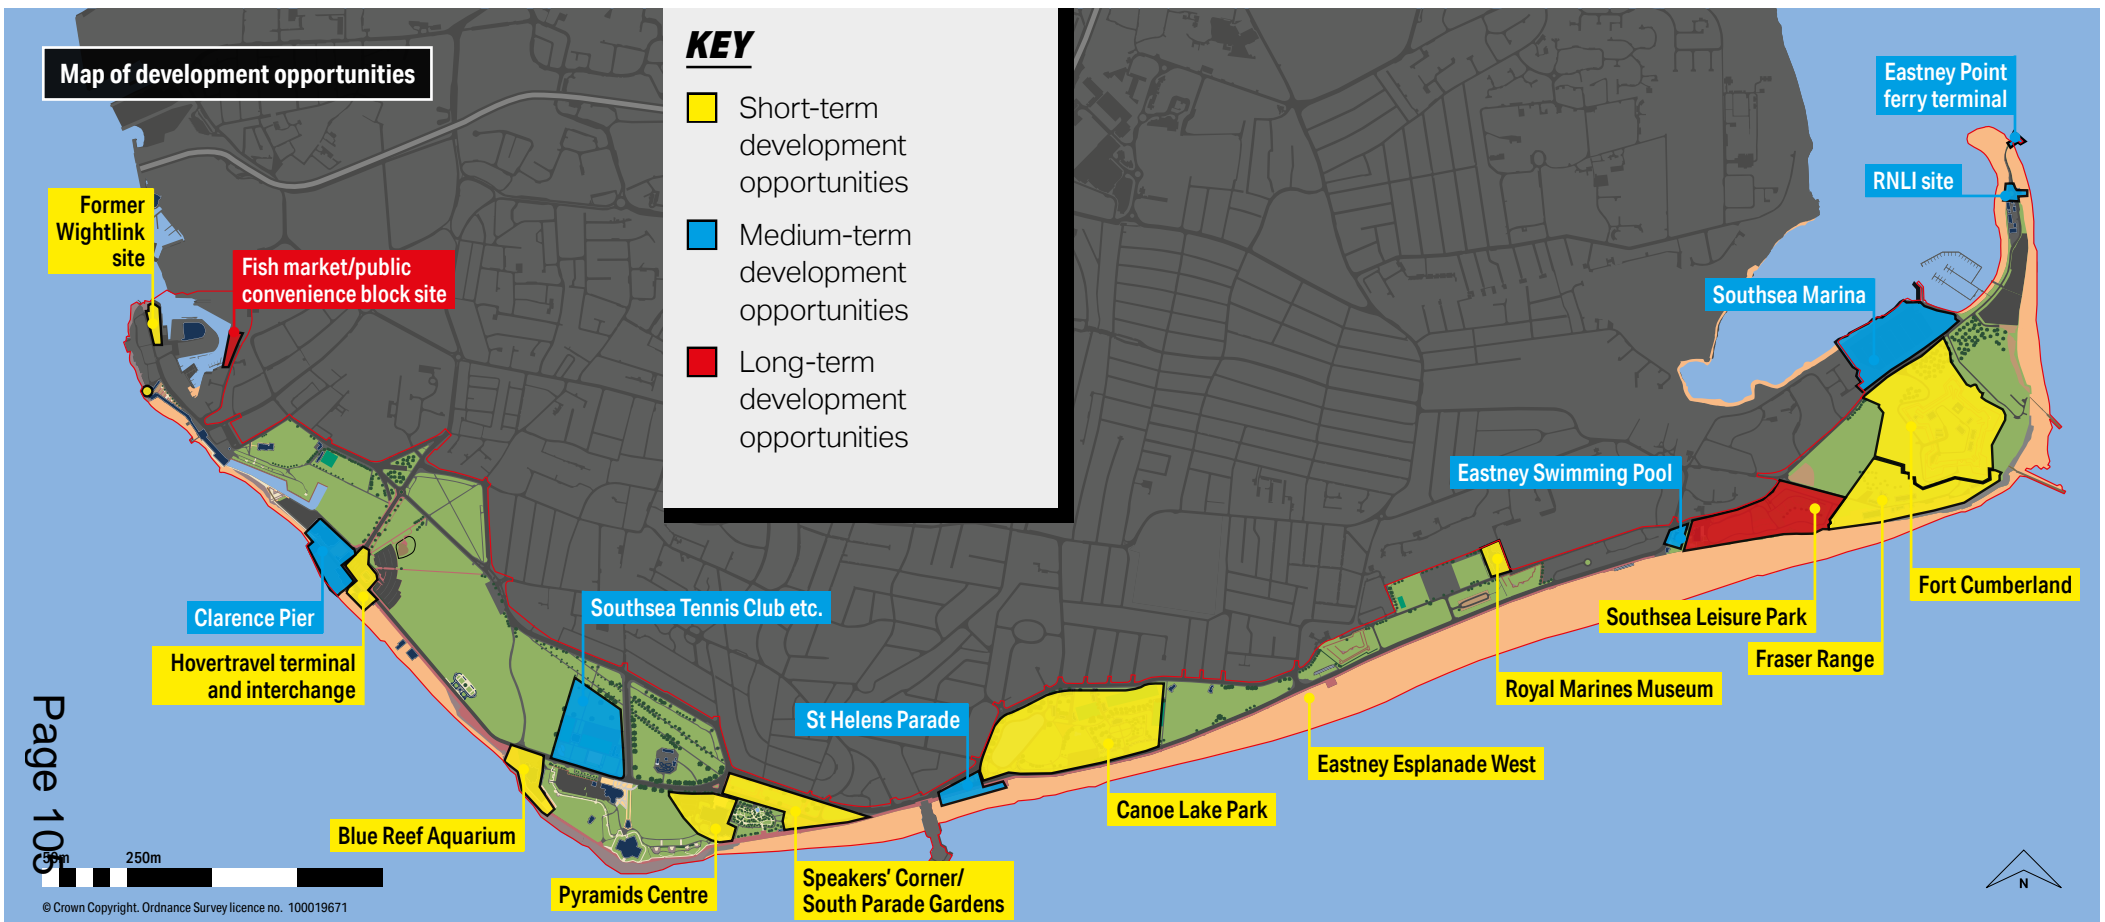 Map of development opportunities
KEY
Short-term
development
opportunities
Medium-term
development
opportunities
Long-term
development
opportunities
Eastney Point
ferry terminal
RNLI site
Former
Wightlink
site
Fish market/public
convenience block site
Southsea Marina
Eastney Swimming Pool
Clarence Pier
Southsea Tennis Club etc.
Fort Cumberland
Southsea Leisure Park
Fraser Range
Hovertravel terminal
and interchange
Royal Marines Museum
St Helens Parade
Eastney Esplanade West
Canoe Lake Park
Blue Reef Aquarium
Pyramids Centre
Speakers' Corner/
South Parade Gardens
Page 105
50m
250m
© Crown Copyright. Ordnance Survey licence no. 100019671
N